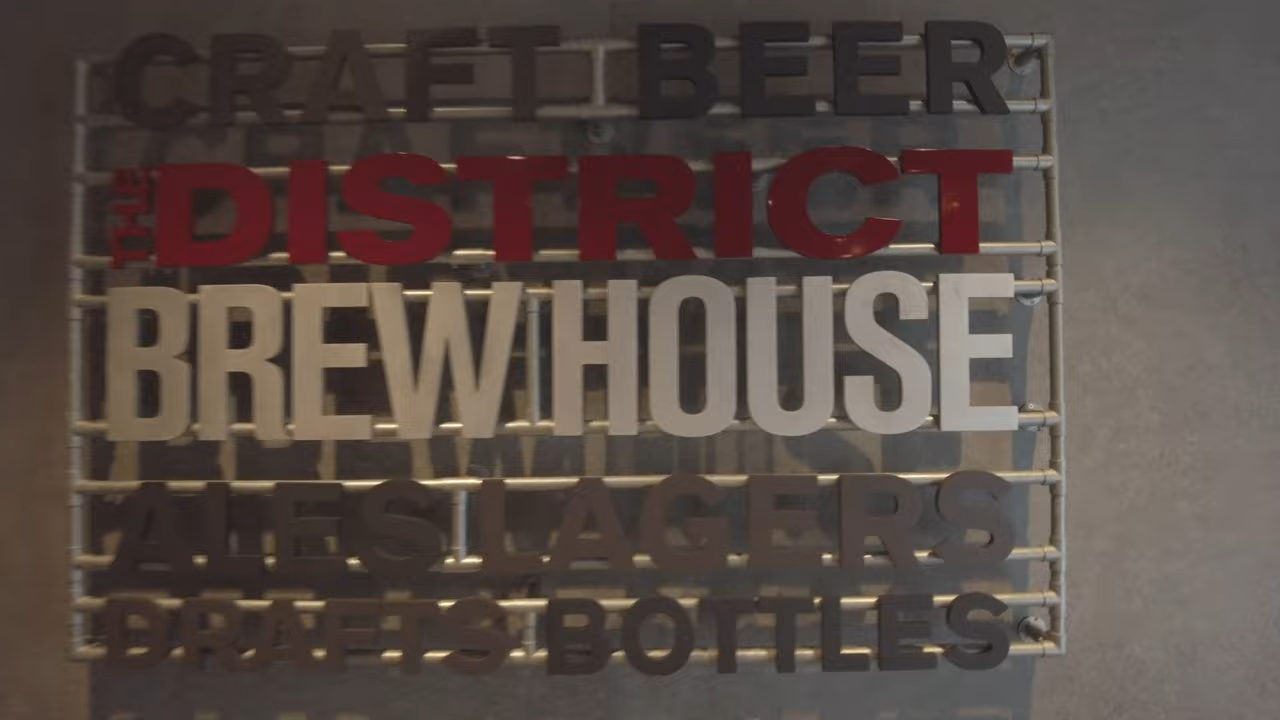 CRAFT BEER
THE DISTRICT
BREWHOUSE
ALES LAGERS
DRAFTS BOTTLES